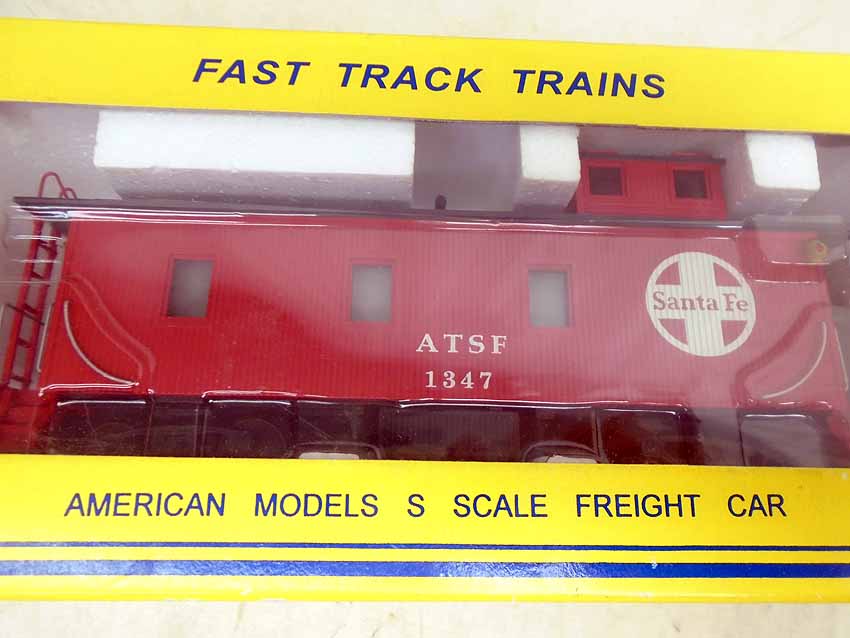 FAST TRACK TRAINS
Santa Fe
ATSF
1347
AMERICAN MODELS S SCALE FREIGHT CAR